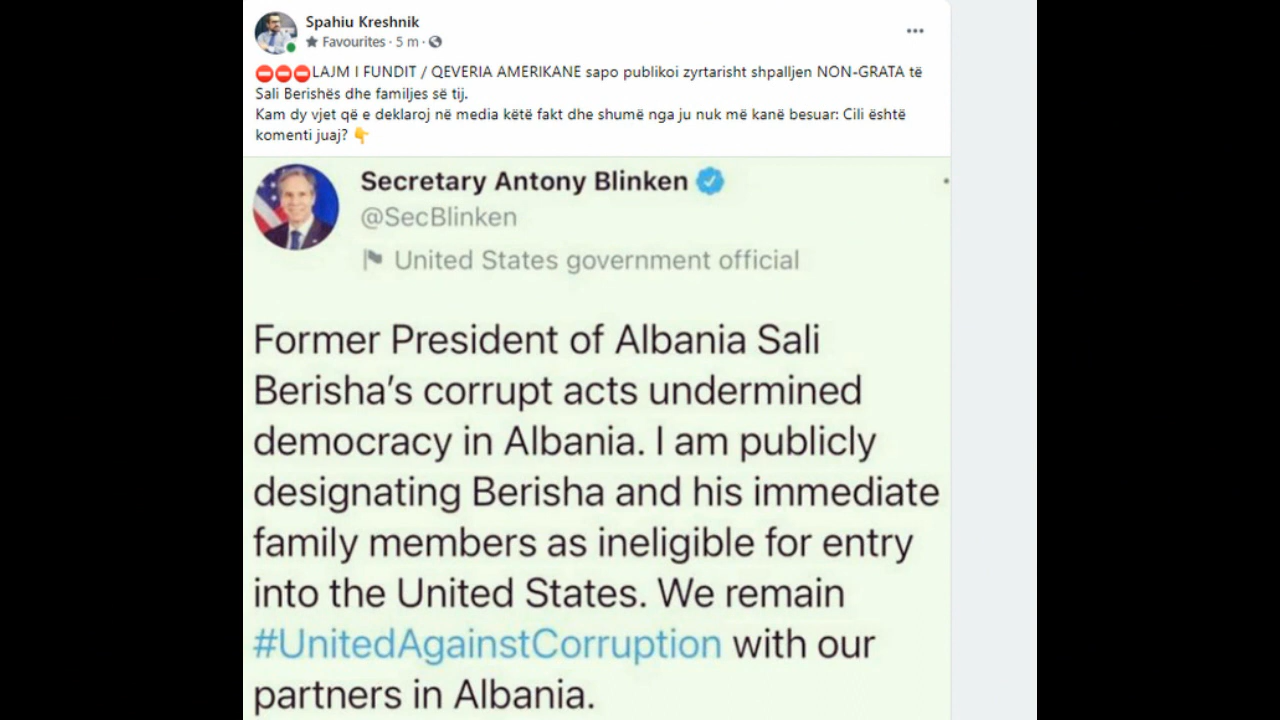 Spahiu Kreshnik
Favourites · 5 m ·
LAJM I FUNDIT / QEVERIA AMERIKANE sapo publikoi zyrtarisht shpalljen NON-GRATA të
Sali Berishës dhe familjes së tij.
Kam dy vjet që e deklaroj në media këtë fakt dhe shumë nga ju nuk më kanë besuar: Cili është
komenti juaj? 👇
Secretary Antony Blinken
@SecBlinken
United States government official
Former President of Albania Sali
Berisha's corrupt acts undermined
democracy in Albania. I am publicly
designating Berisha and his immediate
family members as ineligible for entry
into the United States. We remain
#UnitedAgainstCorruption with our
partners in Albania.